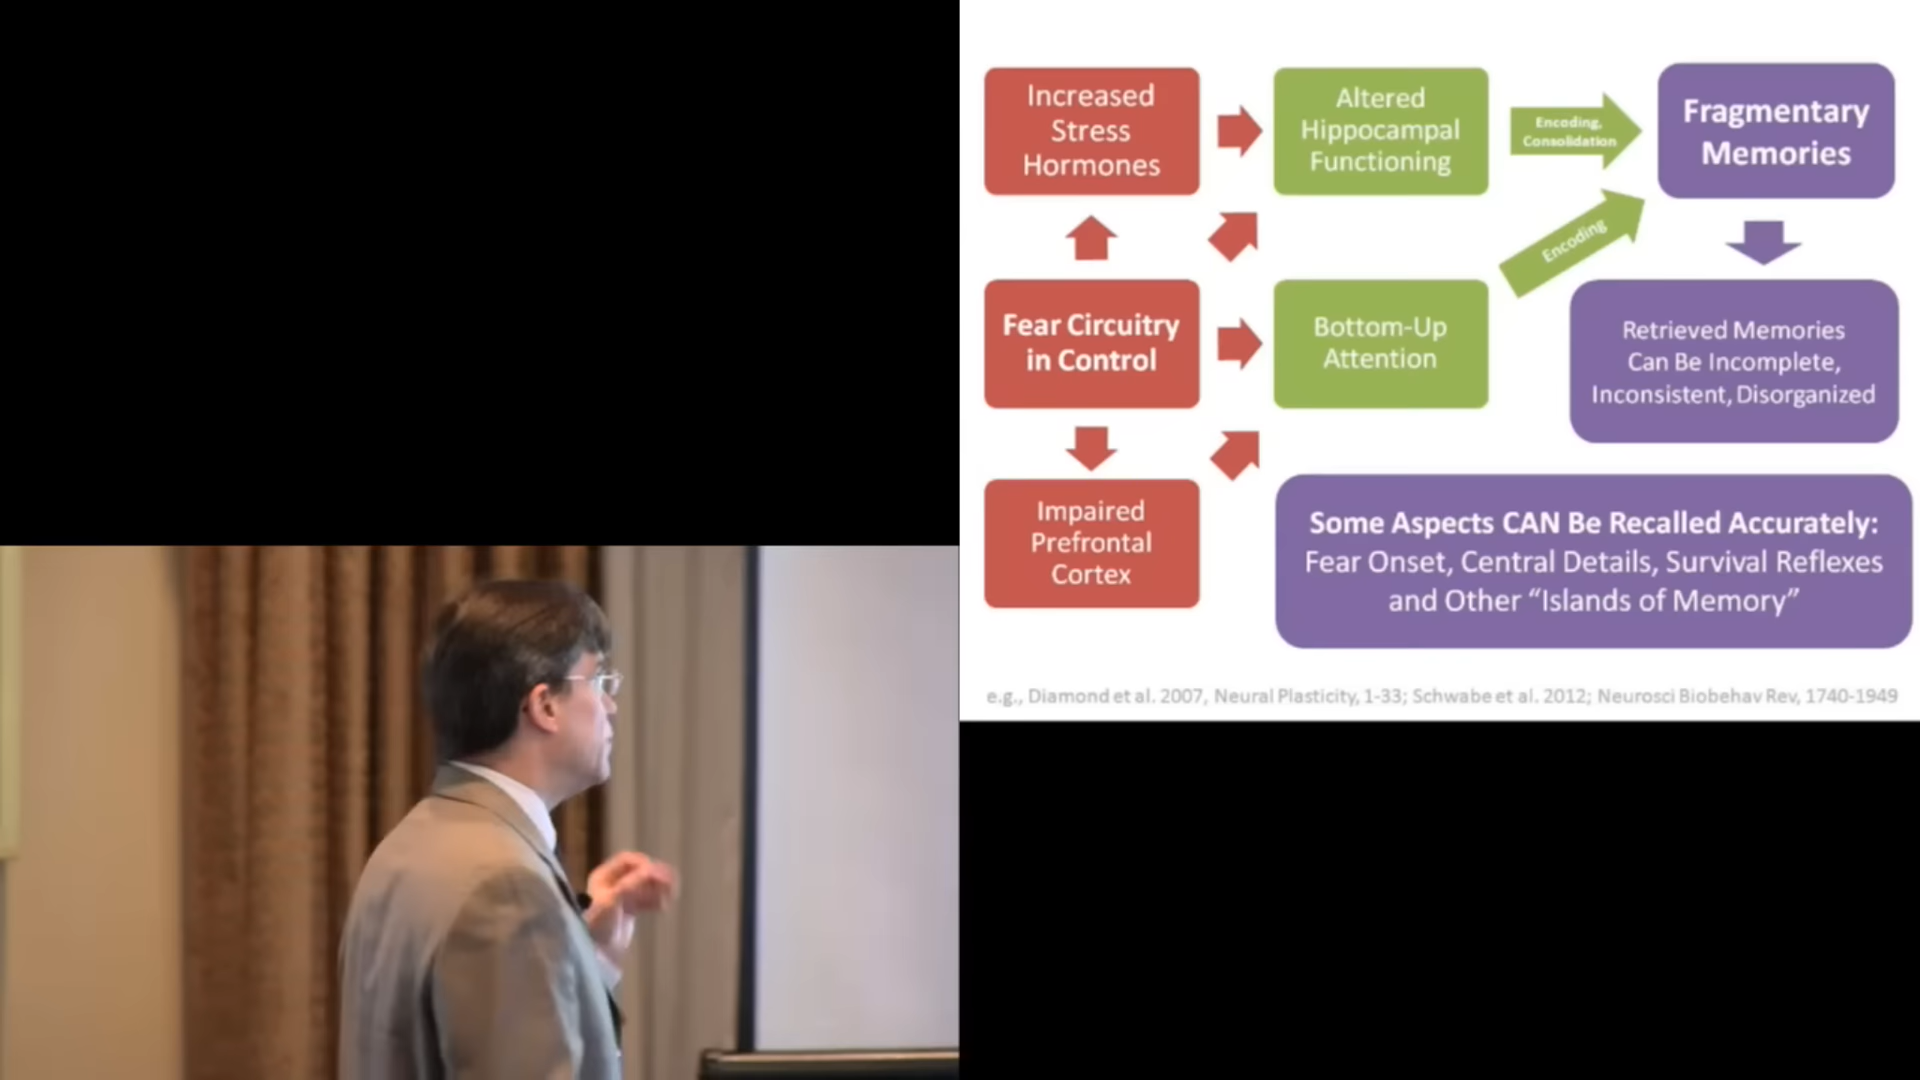 Increased
Stress
Hormones
Altered
Hippocampal
Functioning
Encoding,
Consolidation
Fragmentary
Memories
Fear Circuitry
in Control
Bottom-Up
Attention
Encoding
Retrieved Memories
Can Be Incomplete,
Inconsistent, Disorganized
Impaired
Prefrontal
Cortex
Some Aspects CAN Be Recalled Accurately:
Fear Onset, Central Details, Survival Reflexes
and Other “Islands of Memory”
e.g., Diamond et al. 2007, Neural Plasticity, 1-33; Schwabe et al. 2012; Neurosci Biobehav Rev, 1740-1949